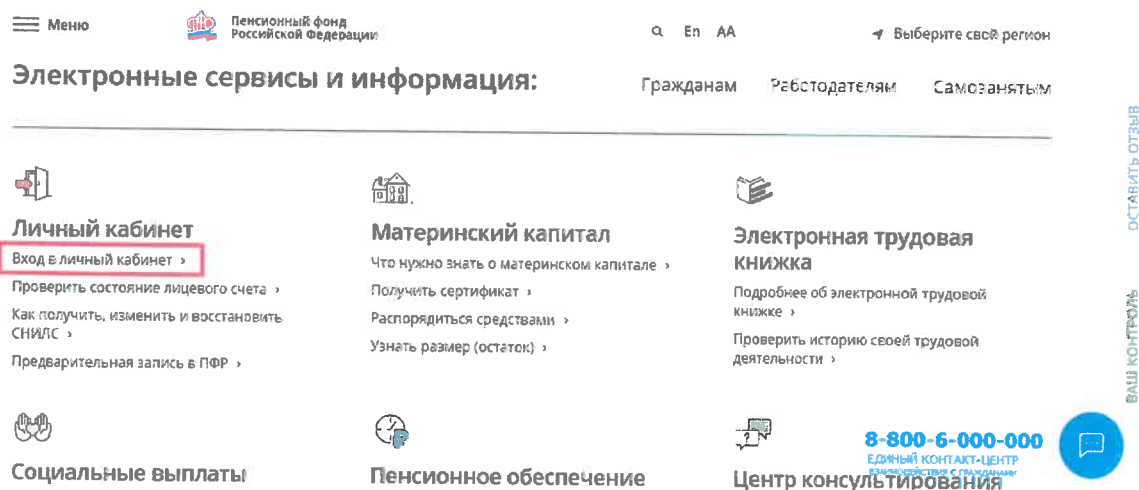 Меню
Пенсионный фонд
Российской Федерации
En АА
Выберите свой регион
Электронные сервисы и информация:
Гражданам
Работодателям
Самозанятым
Личный кабинет
Вход в личный кабинет ›
Проверить состояние лицевого счета ›
Как получить, изменить и восстановить
СНИЛС ›
Предварительная запись в ПФР ›
Материнский капитал
Что нужно знать о материнском капитале ›
Получить сертификат ›
Распорядиться средствами ›
Узнать размер (остаток) ›
Электронная трудовая
книжка
Подробнее об электронной трудовой
книжке ›
Проверить историю своей трудовой
деятельности ›
Социальные выплаты
Пенсионное обеспечение
Центр консультирования
8-800-6-000-000
ЕДИНЫЙ КОНТАКТ-ЦЕНТР
ВЗАИМОДЕЙСТВИЯ С ГРАЖДАНАМИ
ОСТАВИТЬ ОТЗЫВ
ВАШ КОНТРОЛЬ